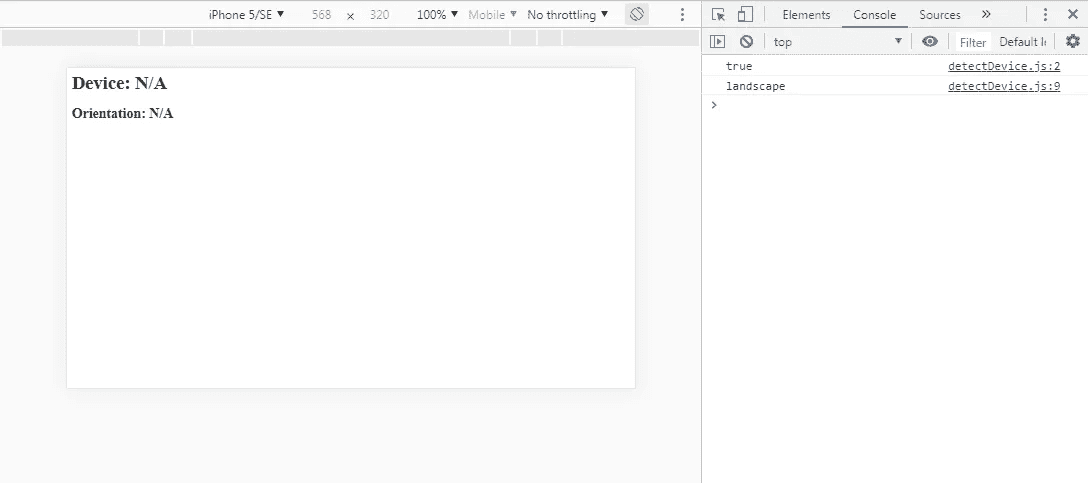 iPhone 5/SE ▼ 568 × 320 100% ▼ Mobile ▼ No throttling ▼
Device: N/A
Orientation: N/A
Elements Console Sources »
top ▼ Filter Default l
true detectDevice.js:2
landscape detectDevice.js:9
>